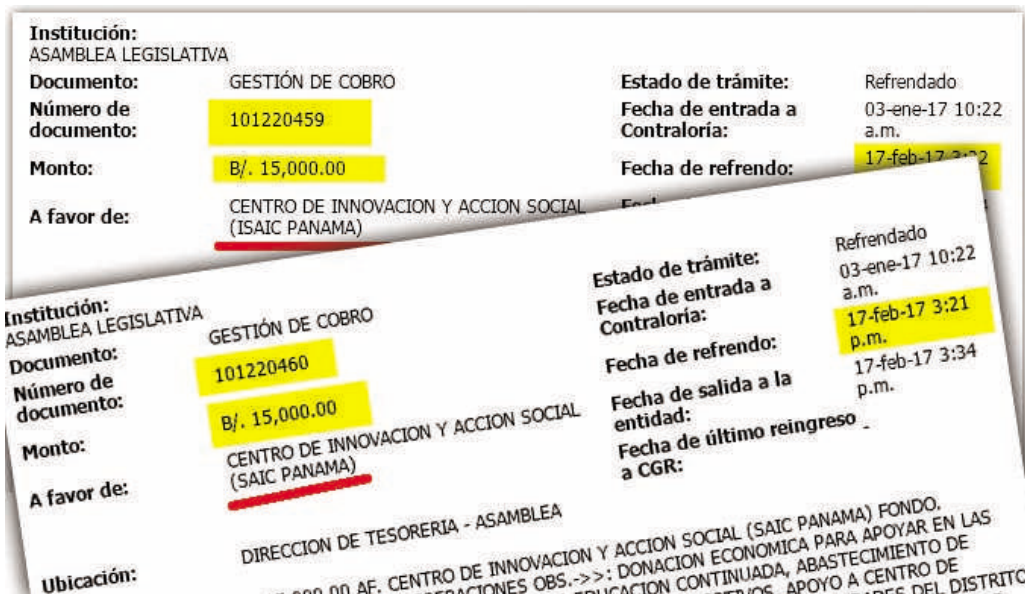 Institución:
ASAMBLEA LEGISLATIVA
Documento: GESTIÓN DE COBRO Estado de trámite: Refrendado
Número de documento: 101220459 Fecha de entrada a Contraloría: 03-ene-17 10:22 a.m.
Monto: B/. 15,000.00 Fecha de refrendo: 17-feb-17
A favor de: CENTRO DE INNOVACION Y ACCION SOCIAL
(ISAIC PANAMA)
Institución:
ASAMBLEA LEGISLATIVA
Documento: GESTIÓN DE COBRO Estado de trámite: Refrendado
Número de documento: 101220460 Fecha de entrada a Contraloría: 03-ene-17 10:22 a.m.
Monto: B/. 15,000.00 Fecha de refrendo: 17-feb-17 3:21 p.m.
A favor de: CENTRO DE INNOVACION Y ACCION SOCIAL
(SAIC PANAMA)
Fecha de salida a la entidad: 17-feb-17 3:34 p.m.
Fecha de último reingreso a CGR: -
Ubicación: DIRECCION DE TESORERIA - ASAMBLEA
AF. CENTRO DE INNOVACION Y ACCION SOCIAL (SAIC PANAMA) FONDO.
OBS.->>: DONACION ECONOMICA PARA APOYAR EN LAS
CONTINUADA, ABASTECIMIENTO DE
APOYO A CENTRO DE
DEL DISTRITO